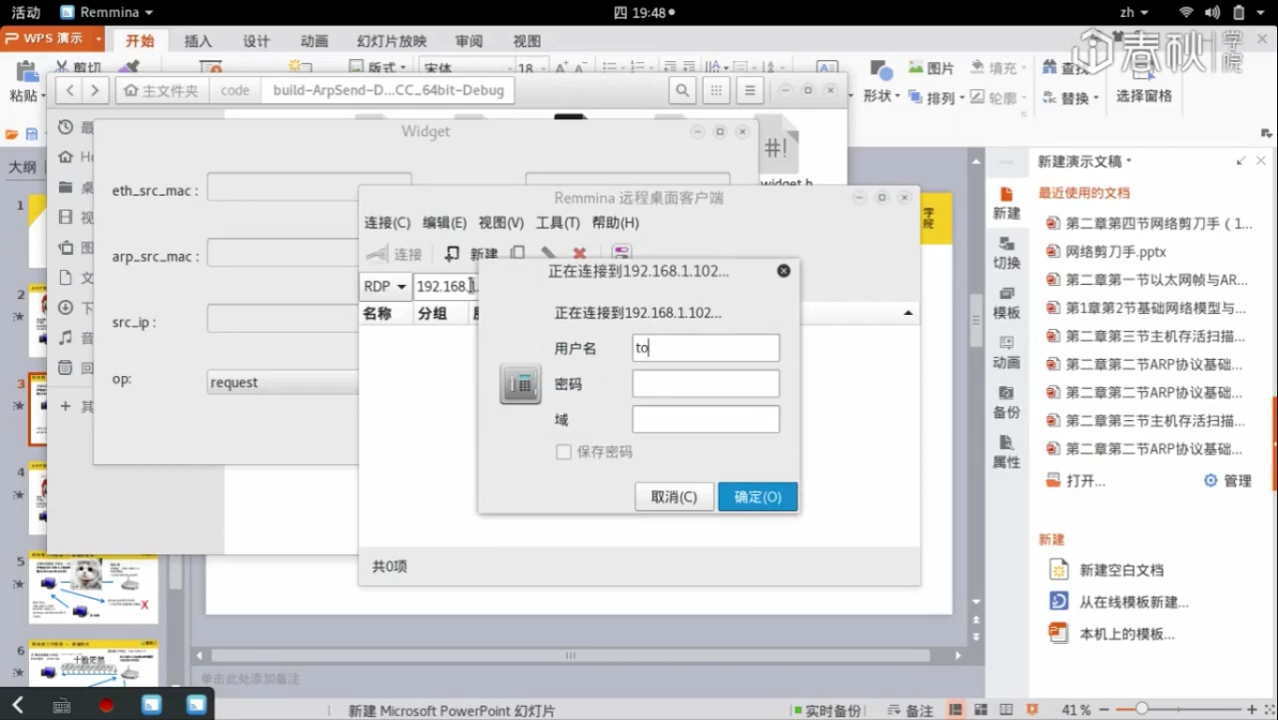 活动 Remmina 四 19:48 zh
WPS 演示 开始 插入 设计 动画 幻灯片放映 审阅 视图
春秋 学院
剪切 版式 18 图片 填充 查找
粘贴 形状 排列 轮廓 替换 选择窗格
主文件夹 code build-ArpSend-D...CC_64bit-Debug
大纲
Widget
#!
widget.h
eth_src_mac :
arp_src_mac :
src_ip :
op: request
Remmina 远程桌面客户端
连接(C) 编辑(E) 视图(V) 工具(T) 帮助(H)
连接 新建
RDP 192.168.1.
名称 分组
共0项
正在连接到192.168.1.102...
正在连接到192.168.1.102...
用户名 to
密码
域
保存密码
取消(C) 确定(O)
学院
1
2
3
4
5
6
新建
切换
模板
动画
备份
属性
新建演示文稿
最近使用的文档
第二章第四节网络剪刀手（1...
网络剪刀手.pptx
第二章第一节以太网帧与AR...
第1章第2节基础网络模型与...
第二章第三节主机存活扫描...
第二章第二节ARP协议基础...
第二章第二节ARP协议基础...
第二章第三节主机存活扫描...
第二章第二节ARP协议基础...
打开... 管理
新建
新建空白文档
从在线模板新建...
本机上的模板...
单击此处添加备注
新建 Microsoft PowerPoint 幻灯片 实时备份 备注 41%